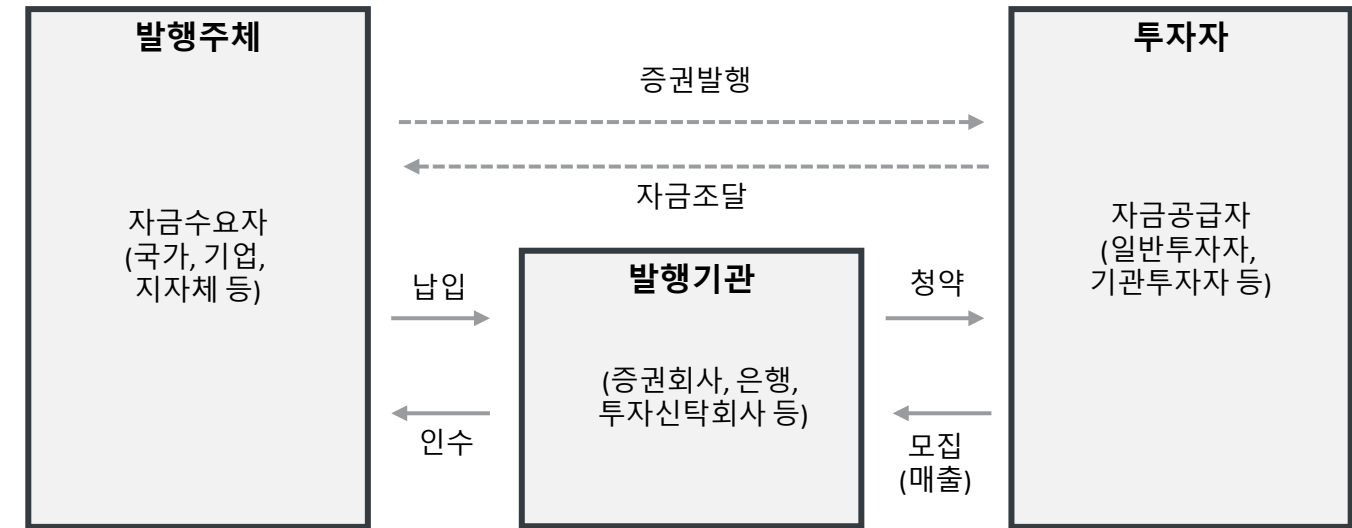 발행주체
자금수요자
(국가, 기업,
지자체 등)
증권발행
자금조달
납입
인수
발행기관
(증권회사, 은행,
투자신탁회사 등)
청약
모집
(매출)
투자자
자금공급자
(일반투자자,
기관투자자 등)